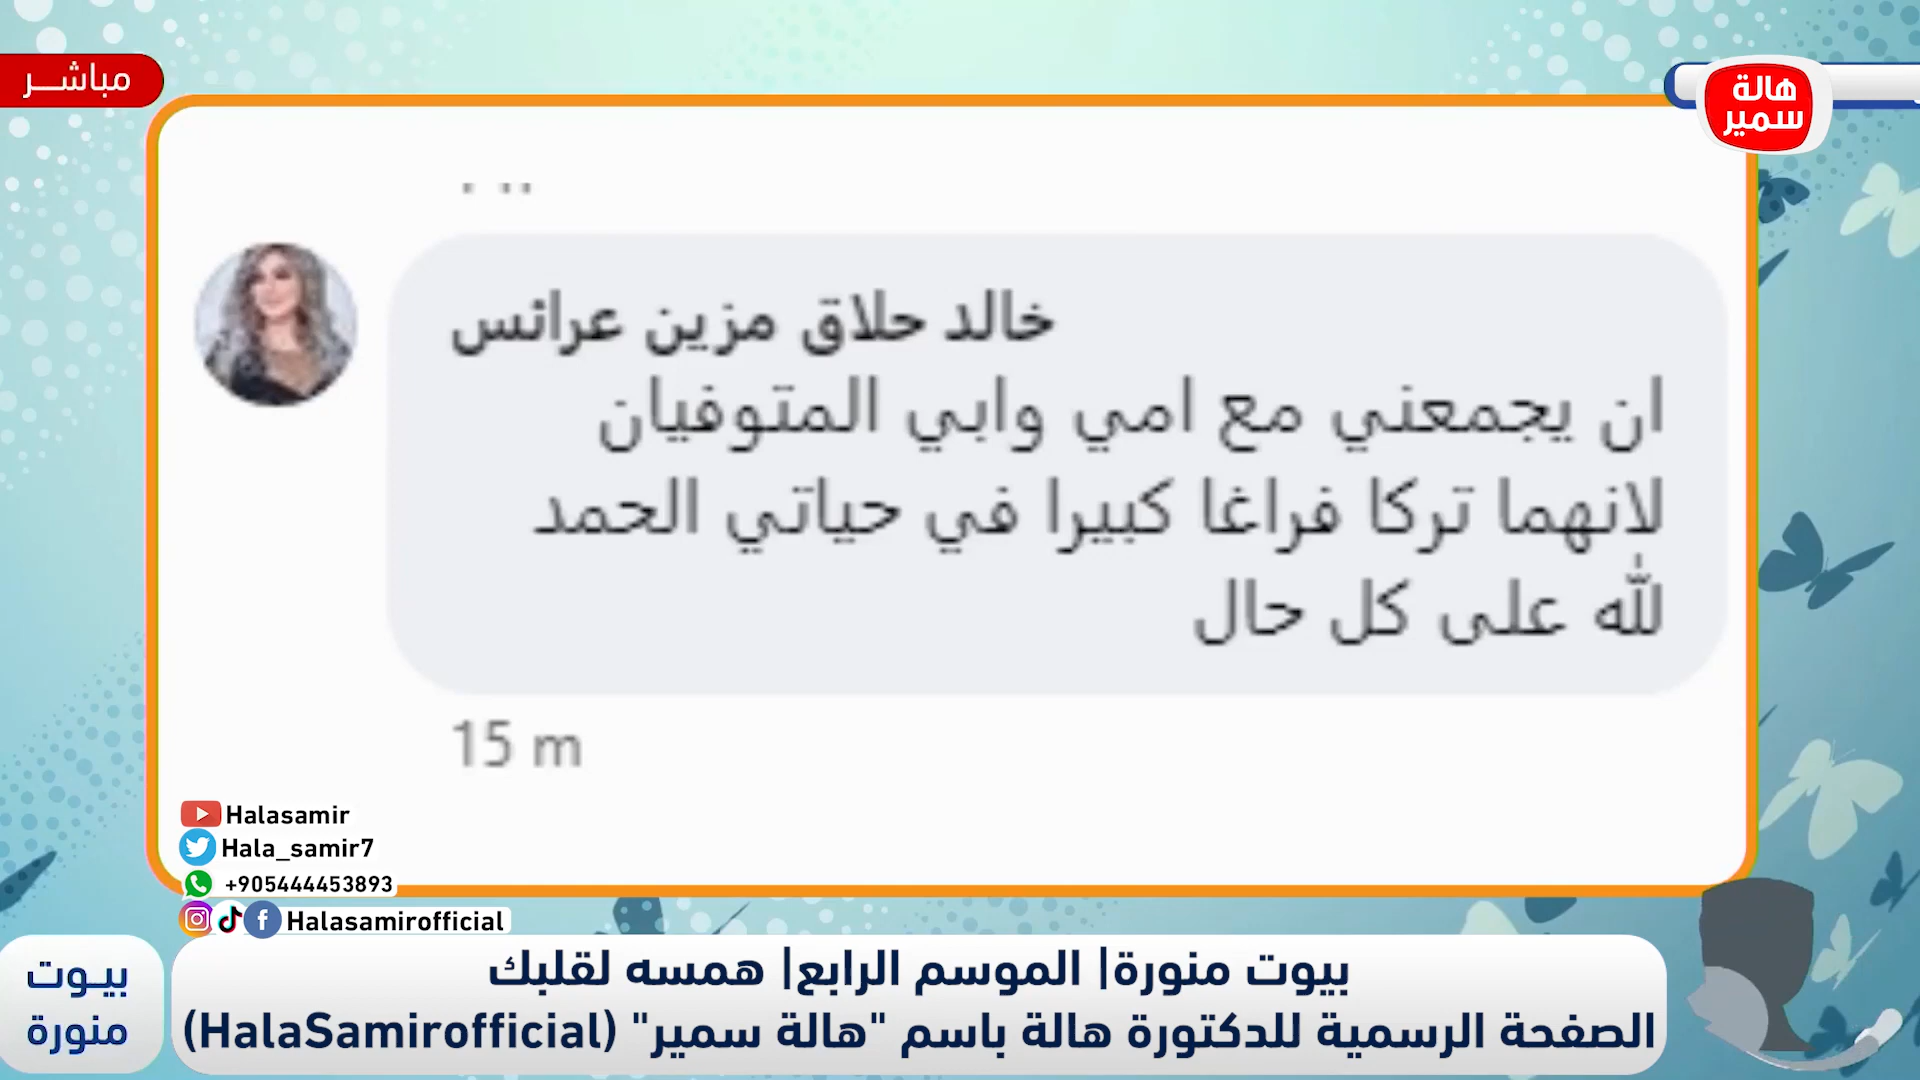 مباشـــر
هالة
سمير
خالد حلاق مزين عرائس
ان يجمعني مع امي وابي المتوفيان
لانهما تركا فراغا كبيرا في حياتي الحمد
لله على كل حال
15 m
Halasamir
Hala_samir7
+905444453893
Halasamirofficial
بيوت منورة| الموسم الرابع| همسه لقلبك
الصفحة الرسمية للدكتورة هالة باسم "هالة سمير" (HalaSamirofficial)
بيـوت
منورة